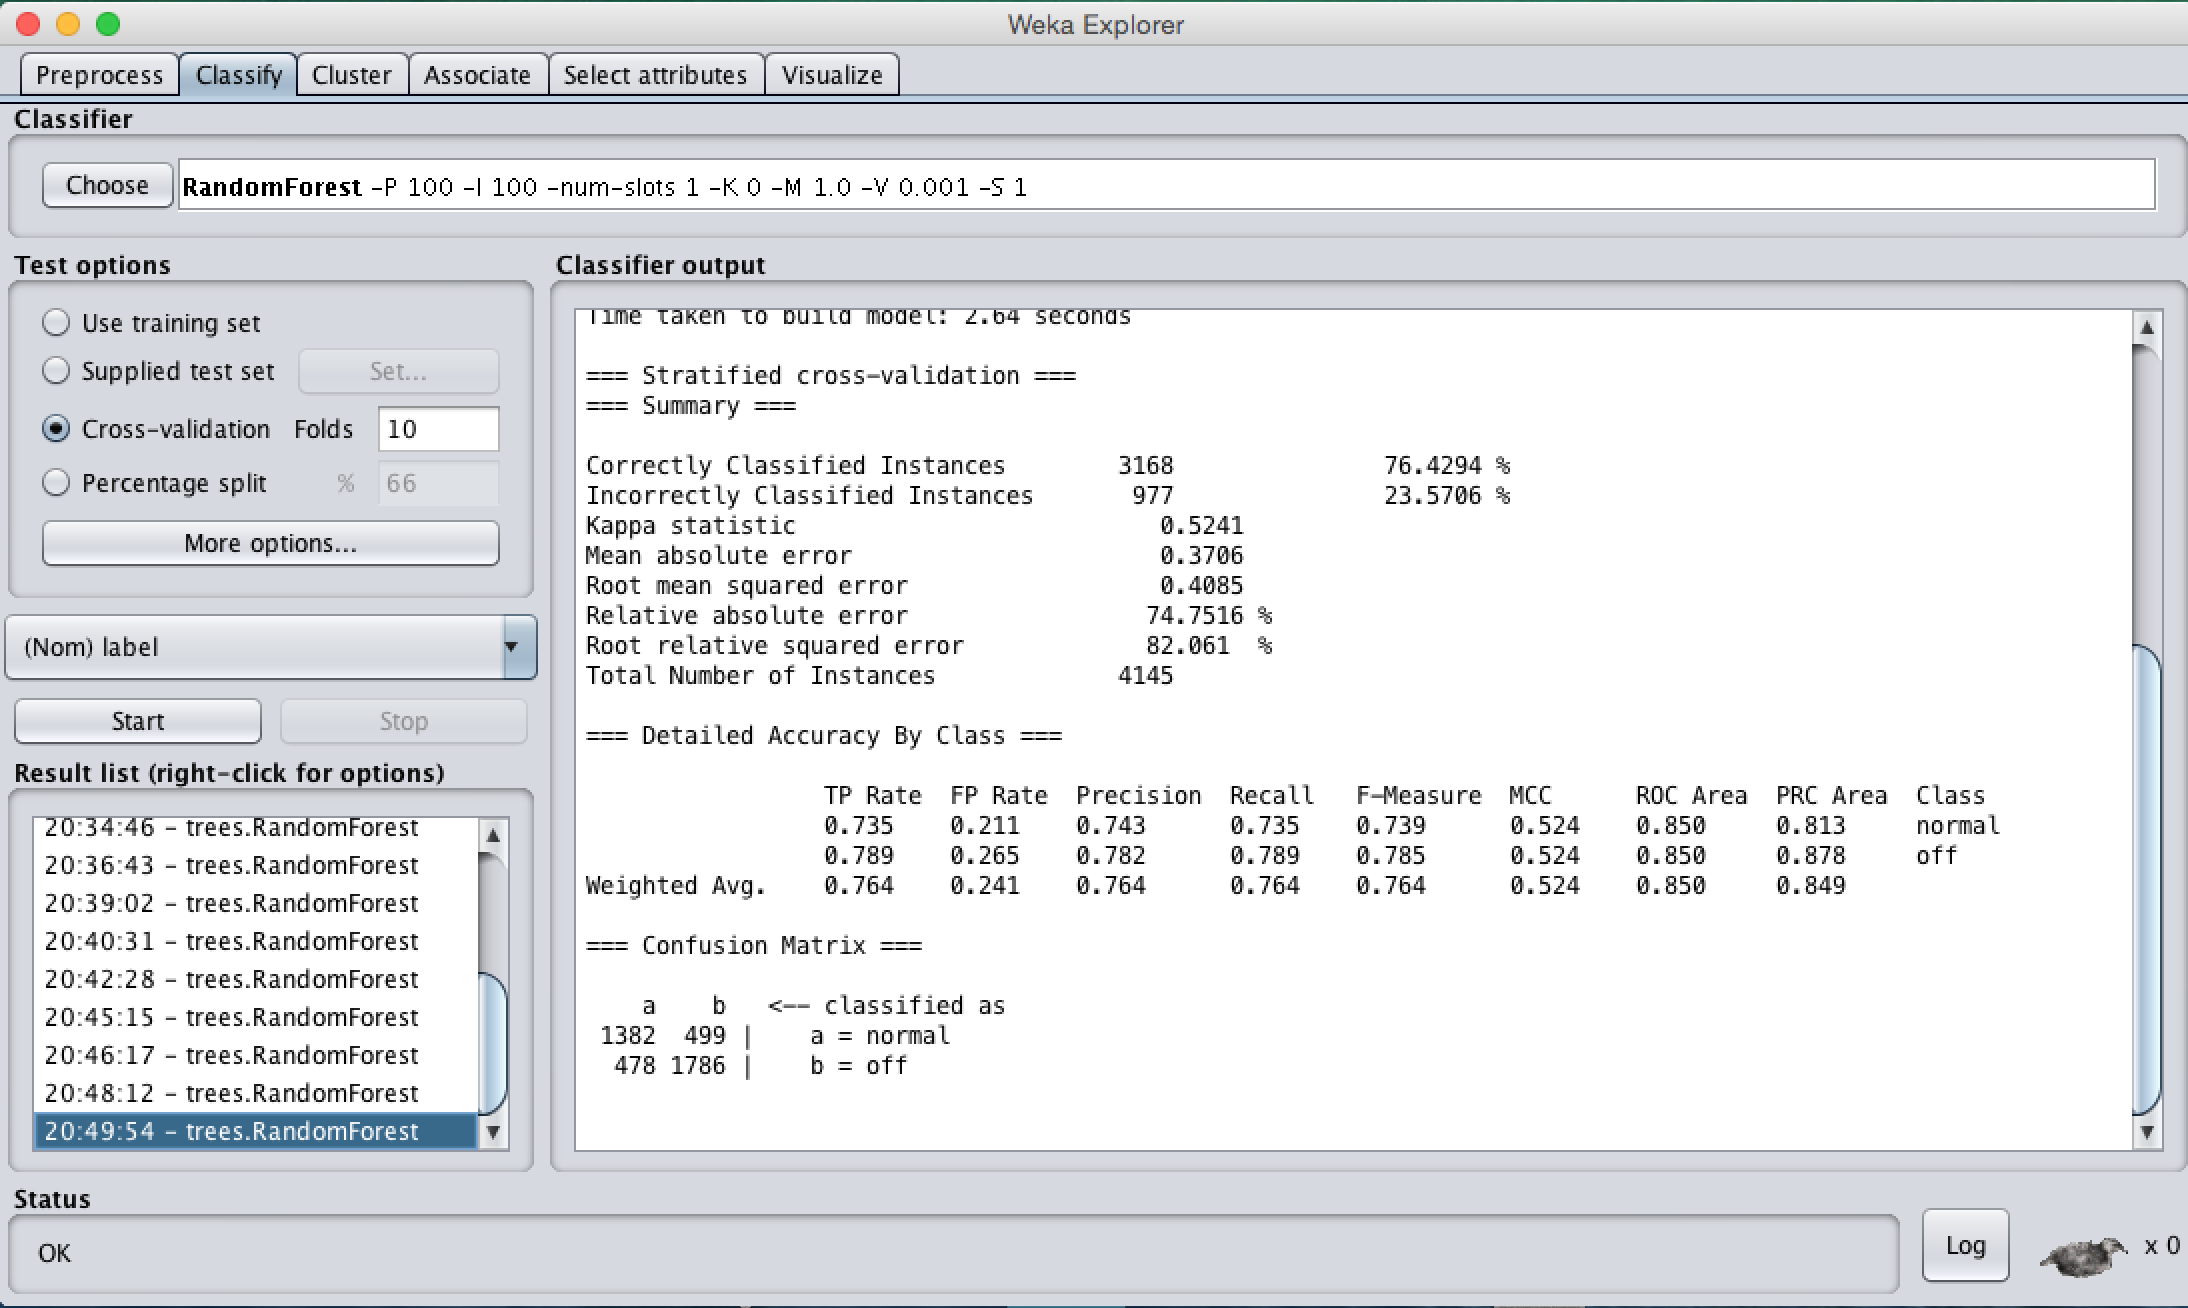 Weka Explorer
Preprocess Classify Cluster Associate Select attributes Visualize
Classifier
Choose RandomForest -P 100 -I 100 -num-slots 1 -K 0 -M 1.0 -V 0.001 -S 1
Test options
Use training set
Supplied test set Set...
Cross-validation Folds 10
Percentage split % 66
More options...
(Nom) label
Start Stop
Result list (right-click for options)
20:34:46 - trees.RandomForest
20:36:43 - trees.RandomForest
20:39:02 - trees.RandomForest
20:40:31 - trees.RandomForest
20:42:28 - trees.RandomForest
20:45:15 - trees.RandomForest
20:46:17 - trees.RandomForest
20:48:12 - trees.RandomForest
20:49:54 - trees.RandomForest
Classifier output
Time taken to build model: 2.64 seconds
=== Stratified cross-validation ===
=== Summary ===
Correctly Classified Instances 3168 76.4294 %
Incorrectly Classified Instances 977 23.5706 %
Kappa statistic 0.5241
Mean absolute error 0.3706
Root mean squared error 0.4085
Relative absolute error 74.7516 %
Root relative squared error 82.061 %
Total Number of Instances 4145
=== Detailed Accuracy By Class ===
TP Rate FP Rate Precision Recall F-Measure MCC ROC Area PRC Area Class
0.735 0.211 0.743 0.735 0.739 0.524 0.850 0.813 normal
0.789 0.265 0.782 0.789 0.785 0.524 0.850 0.878 off
Weighted Avg. 0.764 0.241 0.764 0.764 0.764 0.524 0.850 0.849
=== Confusion Matrix ===
a b <-- classified as
1382 499 | a = normal
478 1786 | b = off
Status
OK
Log x 0